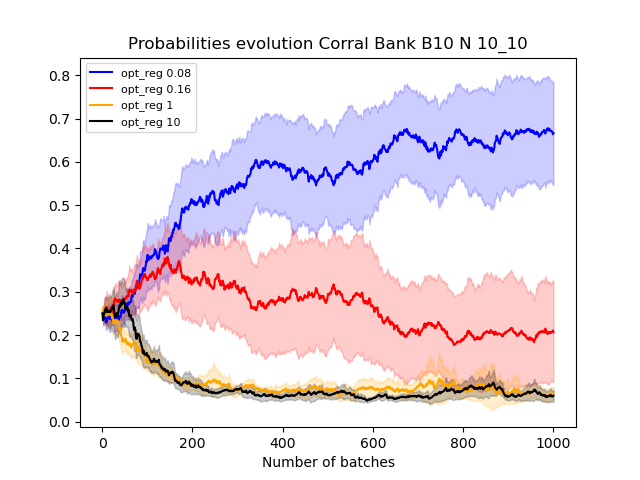 Probabilities evolution Corral Bank B10 N 10_10
opt_reg 0.08
opt_reg 0.16
opt_reg 1
opt_reg 10
0.8
0.7
0.6
0.5
0.4
0.3
0.2
0.1
0.0
0 200 400 600 800 1000
Number of batches